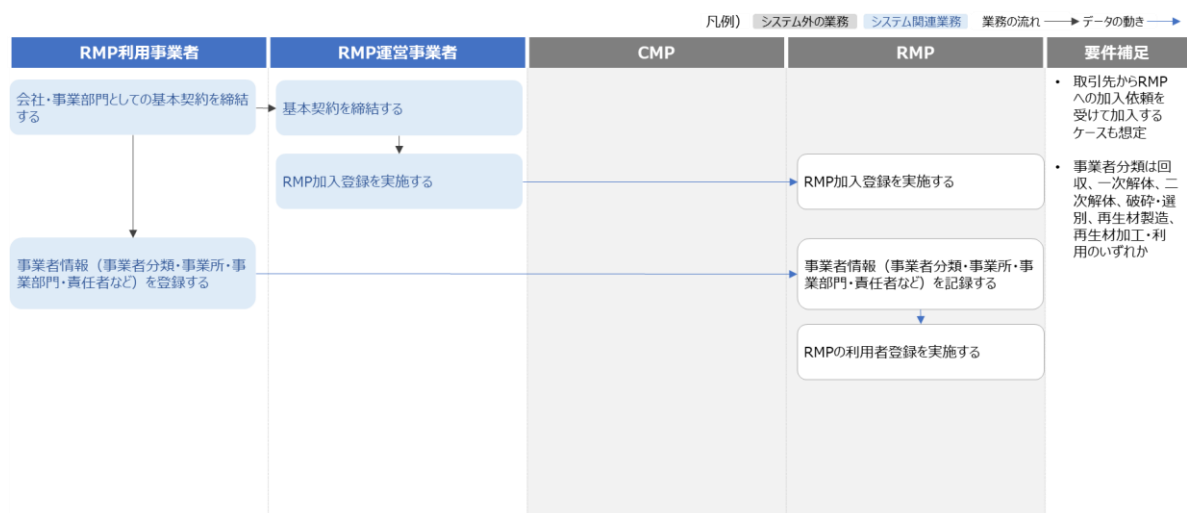 凡例） システム外の業務 システム関連業務 業務の流れ データの動き
RMP利用事業者 RMP運営事業者 CMP RMP 要件補足
会社・事業部門としての基本契約を締結
する
基本契約を締結する
RMP加入登録を実施する
RMP加入登録を実施する
事業者情報（事業者分類・事業所・事
業部門・責任者など）を登録する
事業者情報（事業者分類・事業所・事
業部門・責任者など）を記録する
RMPの利用者登録を実施する
• 取引先からRMP
への加入依頼を
受けて加入する
ケースも想定
• 事業者分類は回
収、一次解体、二
次解体、破砕・選
別、再生材製造、
再生材加工・利
用のいずれか